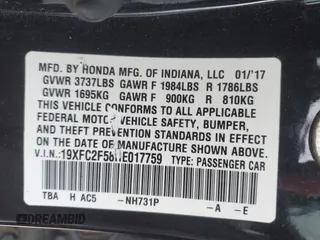 MFD. BY HONDA MFG. OF INDIANA, LLC 01/'17
GVWR 3737LBS GAWR F 1984LBS R 1786LBS
GVWR 1695KG GAWR F 900KG R 810KG
THIS VEHICLE CONFORMS TO ALL APPLICABLE
FEDERAL MOTOR VEHICLE SAFETY, BUMPER,
AND THEFT PREVENTION STANDARDS IN EFFECT
ON THE DATE OF MANUFACTURE SHOWN ABOVE.
V.I.N.: TYPE: PASSENGER CAR
TBA H AC5 -NH731P -A -E
DREAMBID